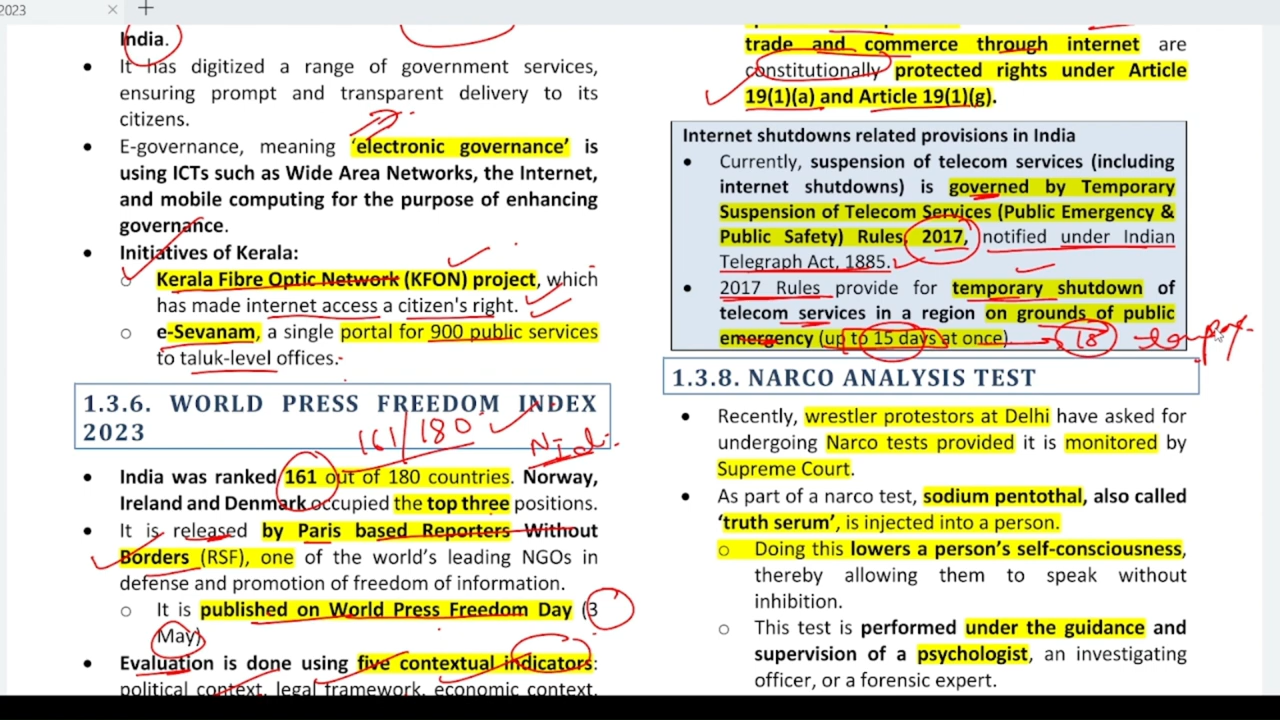 2023
India.
• It has digitized a range of government services,
ensuring prompt and transparent delivery to its
citizens.
• E-governance, meaning 'electronic governance' is
using ICTs such as Wide Area Networks, the Internet,
and mobile computing for the purpose of enhancing
governance.
• Initiatives of Kerala:
o Kerala Fibre Optic Network (KFON) project, which
has made internet access a citizen's right.
o e-Sevanam, a single portal for 900 public services
to taluk-level offices.
1.3.6. WORLD PRESS FREEDOM INDEX
2023
161/180
• India was ranked 161 out of 180 countries. Norway,
Ireland and Denmark occupied the top three positions.
• It is released by Paris based Reporters Without
Borders (RSF), one of the world's leading NGOs in
defense and promotion of freedom of information.
o It is published on World Press Freedom Day (3
May)
• Evaluation is done using five contextual indicators:
political context, legal framework, economic context,
trade and commerce through internet are
constitutionally protected rights under Article
19(1)(a) and Article 19(1)(g).
Internet shutdowns related provisions in India
• Currently, suspension of telecom services (including
internet shutdowns) is governed by Temporary
Suspension of Telecom Services (Public Emergency &
Public Safety) Rules, 2017, notified under Indian
Telegraph Act, 1885.
• 2017 Rules provide for temporary shutdown of
telecom services in a region on grounds of public
emergency (up to 15 days at once)
1.3.8. NARCO ANALYSIS TEST
• Recently, wrestler protestors at Delhi have asked for
undergoing Narco tests provided it is monitored by
Supreme Court.
• As part of a narco test, sodium pentothal, also called
'truth serum', is injected into a person.
o Doing this lowers a person's self-consciousness,
thereby allowing them to speak without
inhibition.
o This test is performed under the guidance and
supervision of a psychologist, an investigating
officer, or a forensic expert.